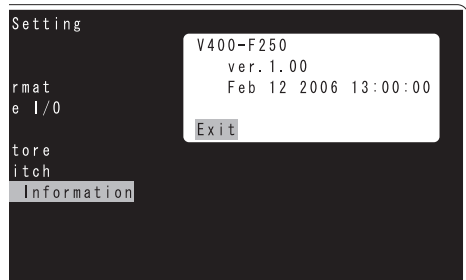 Setting
rmat
e I/O
tore
itch
Information
V400-F250
ver.1.00
Feb 12 2006 13:00:00
Exit